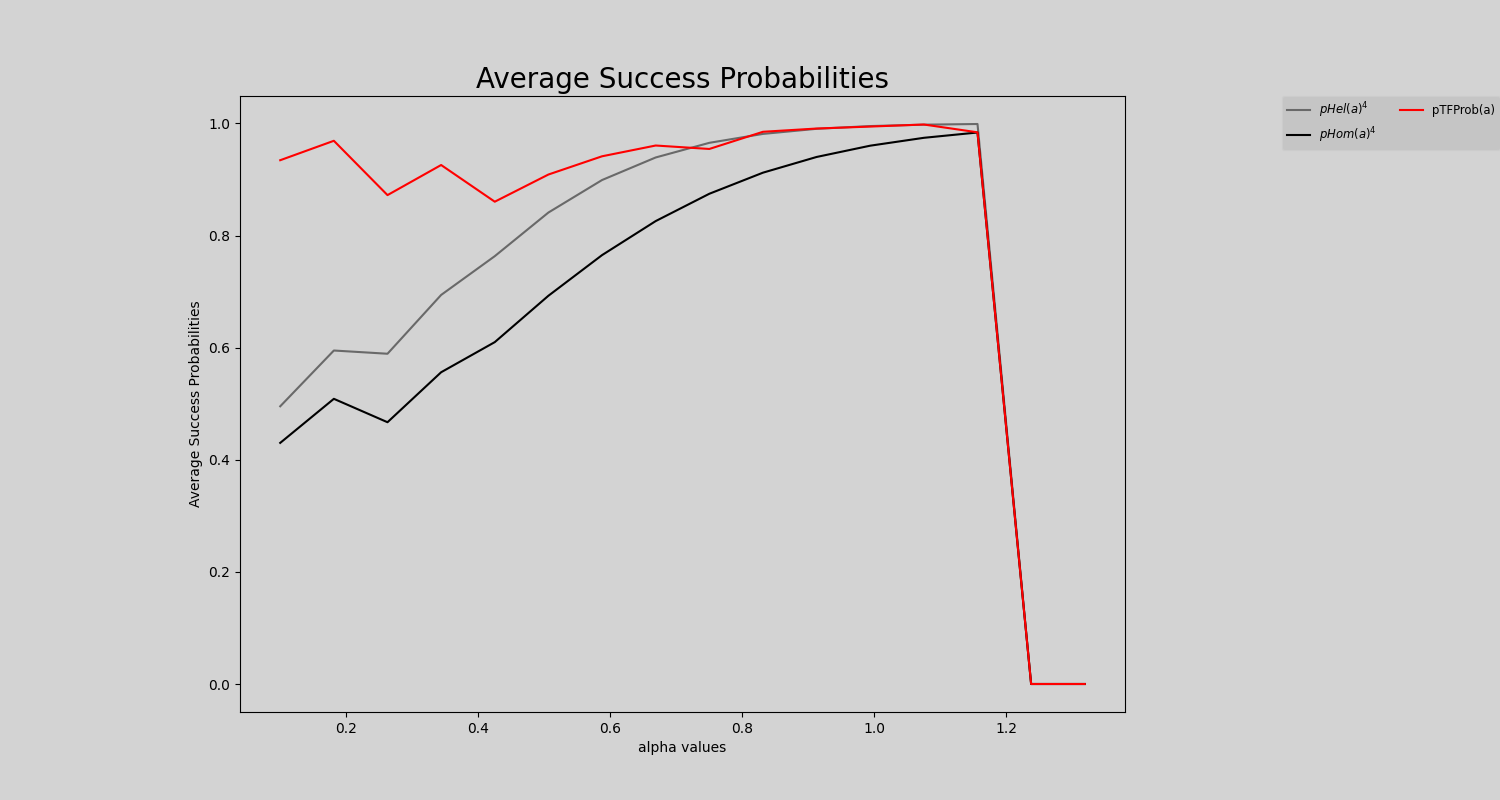 Average Success Probabilities
pHel(a)⁴
pTFProb(a)
pHom(a)⁴
1.0
0.8
0.6
0.4
0.2
0.0
Average Success Probabilities
0.2 0.4 0.6 0.8 1.0 1.2
alpha values